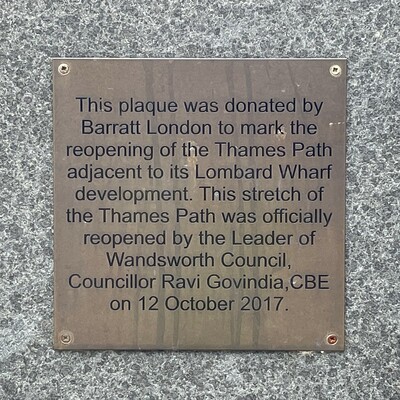 This plaque was donated by
Barratt London to mark the
reopening of the Thames Path
adjacent to its Lombard Wharf
development. This stretch of
the Thames Path was officially
reopened by the Leader of
Wandsworth Council,
Councillor Ravi Govindia,CBE
on 12 October 2017.